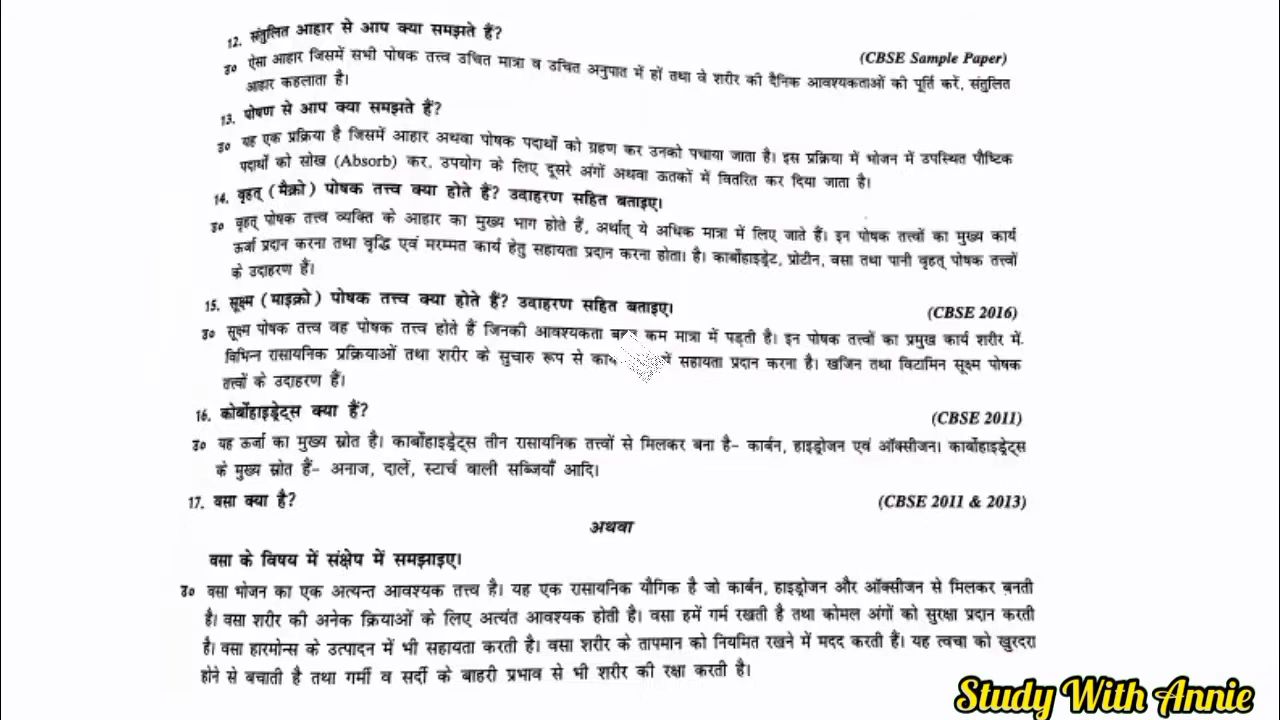 12. संतुलित आहार से आप क्या समझते हैं?
(CBSE Sample Paper)
उ० ऐसा आहार जिसमें सभी पोषक तत्त्व उचित मात्रा व उचित अनुपात में हों तथा वे शरीर की दैनिक आवश्यकताओं की पूर्ति करें, संतुलित
आहार कहलाता है।
13. पोषण से आप क्या समझते हैं?
उ० यह एक प्रक्रिया है जिसमें आहार अथवा पोषक पदार्थों को ग्रहण कर उनको पचाया जाता है। इस प्रक्रिया में भोजन में उपस्थित पौष्टिक
पदार्थों को सोख (Absorb) कर, उपयोग के लिए दूसरे अंगों अथवा ऊतकों में वितरित कर दिया जाता है।
14. वृहत् (मैक्रो) पोषक तत्त्व क्या होते हैं? उदाहरण सहित बताइए।
उ० वृहत् पोषक तत्त्व व्यक्ति के आहार का मुख्य भाग होते हैं, अर्थात् ये अधिक मात्रा में लिए जाते हैं। इन पोषक तत्त्वों का मुख्य कार्य
ऊर्जा प्रदान करना तथा वृद्धि एवं मरम्मत कार्य हेतु सहायता प्रदान करना होता। है। कार्बोहाइड्रेट, प्रोटीन, वसा तथा पानी वृहत् पोषक तत्त्वों
के उदाहरण हैं।
15. सूक्ष्म (माइक्रो) पोषक तत्त्व क्या होते हैं? उदाहरण सहित बताइए।
(CBSE 2016)
उ० सूक्ष्म पोषक तत्त्व वह पोषक तत्त्व होते हैं जिनकी आवश्यकता कम मात्रा में पड़ती है। इन पोषक तत्त्वों का प्रमुख कार्य शरीर में
विभिन्न रासायनिक प्रक्रियाओं तथा शरीर के सुचारु रूप से सहायता प्रदान करना है। खजिन तथा विटामिन सूक्ष्म पोषक
तत्त्वों के उदाहरण हैं।
16. कोर्बोहाइड्रेट्स क्या हैं?
(CBSE 2011)
उ० यह ऊर्जा का मुख्य स्रोत है। कार्बोहाइड्रेट्स तीन रासायनिक तत्त्वों से मिलकर बना है– कार्बन, हाइड्रोजन एवं ऑक्सीजन। कार्बोहाइड्रेट्स
के मुख्य स्रोत हैं– अनाज, दालें, स्टार्च वाली सब्जियाँ आदि।
17. वसा क्या है?
(CBSE 2011 & 2013)
अथवा
वसा के विषय में संक्षेप में समझाइए।
उ० वसा भोजन का एक अत्यन्त आवश्यक तत्त्व है। यह एक रासायनिक यौगिक है जो कार्बन, हाइड्रोजन और ऑक्सीजन से मिलकर बनती
है। वसा शरीर की अनेक क्रियाओं के लिए अत्यंत आवश्यक होती है। वसा हमें गर्म रखती है तथा कोमल अंगों को सुरक्षा प्रदान करती
है। वसा हारमोन्स के उत्पादन में भी सहायता करती है। वसा शरीर के तापमान को नियमित रखने में मदद करती हैं। यह त्वचा को खुरदरा
होने से बचाती है तथा गर्मी व सर्दी के बाहरी प्रभाव से भी शरीर की रक्षा करती है।
Study With Annie